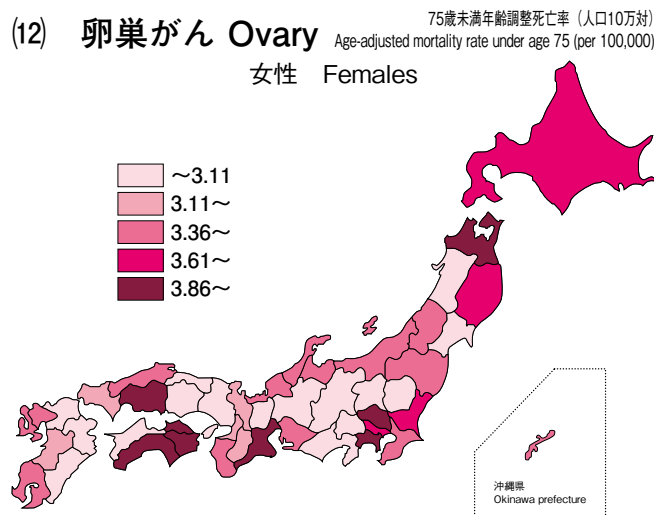 (12) 卵巣がん Ovary
75歳未満年齢調整死亡率（人口10万対）
Age-adjusted mortality rate under age 75 (per 100,000)
女性 Females
～3.11
3.11～
3.36～
3.61～
3.86～
沖縄県
Okinawa prefecture